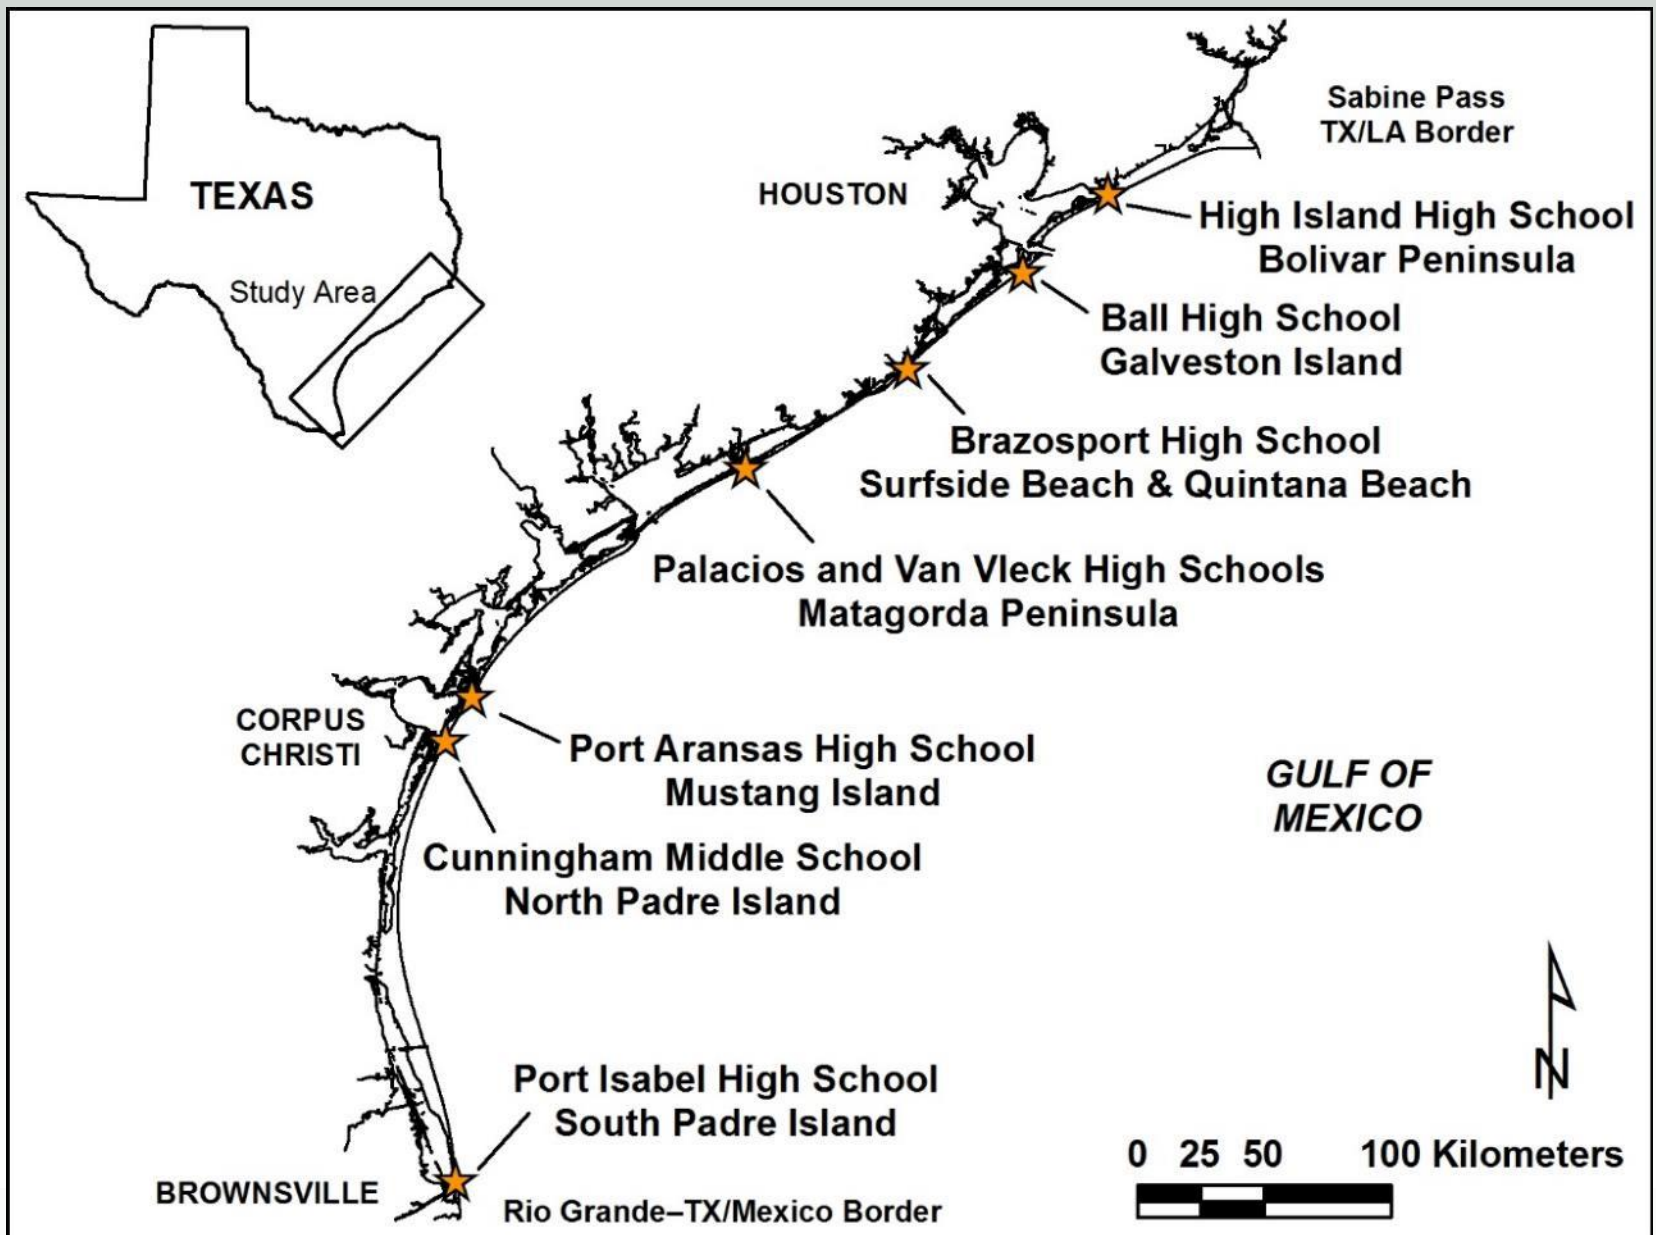 TEXAS
Study Area
Sabine Pass
TX/LA Border
HOUSTON
High Island High School
Bolivar Peninsula
Ball High School
Galveston Island
Brazosport High School
Surfside Beach & Quintana Beach
Palacios and Van Vleck High Schools
Matagorda Peninsula
CORPUS
CHRISTI
Port Aransas High School
Mustang Island
GULF OF
MEXICO
Cunningham Middle School
North Padre Island
Port Isabel High School
South Padre Island
N
0 25 50 100 Kilometers
BROWNSVILLE
Rio Grande–TX/Mexico Border